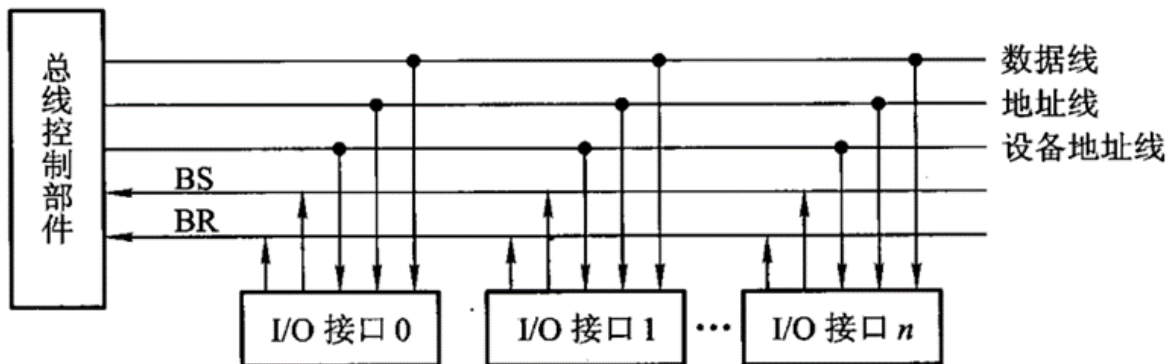 总线控制部件
数据线
地址线
设备地址线
BS
BR
I/O 接口 0
I/O 接口 1
···
I/O 接口 n